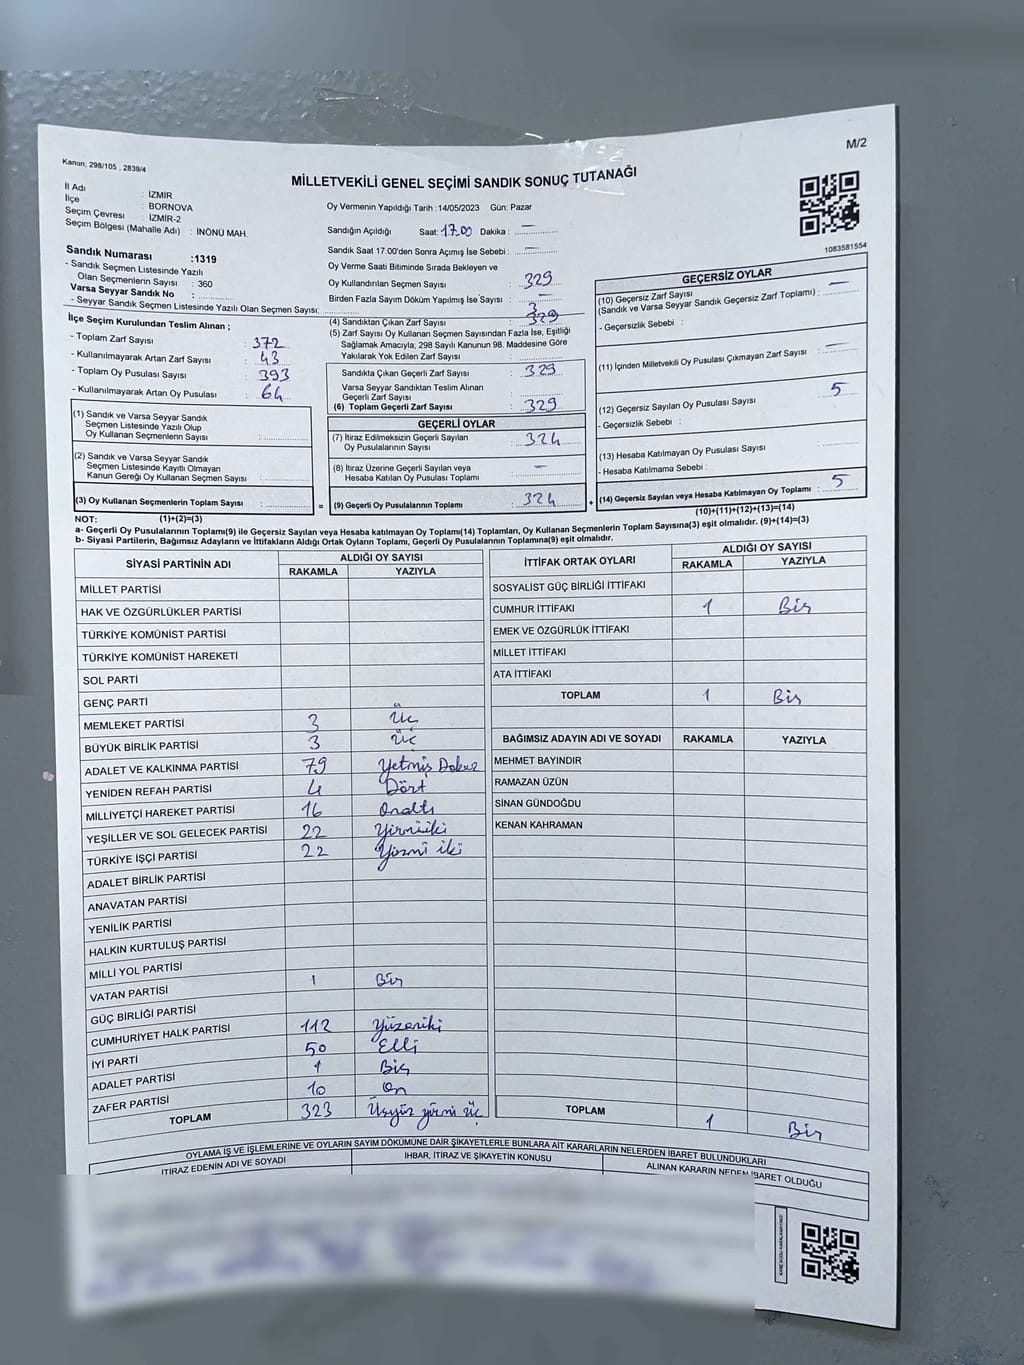 M/2
Kanun: 298/105 , 2839/4
MİLLETVEKİLİ GENEL SEÇİMİ SANDIK SONUÇ TUTANAĞI
İl Adı : İZMİR
İlçe : BORNOVA
Seçim Çevresi : İZMİR-2
Seçim Bölgesi (Mahalle Adı) : İNÖNÜ MAH.
Sandık Numarası :1319
- Sandık Seçmen Listesinde Yazılı
Olan Seçmenlerin Sayısı : 360
Varsa Seyyar Sandık No :
- Seyyar Sandık Seçmen Listesinde Yazılı Olan Seçmen Sayısı:
İlçe Seçim Kurulundan Teslim Alınan ;
- Toplam Zarf Sayısı : 372
- Kullanılmayarak Artan Zarf Sayısı : 43
- Toplam Oy Pusulası Sayısı : 393
- Kullanılmayarak Artan Oy Pusulası : 64
(1) Sandık ve Varsa Seyyar Sandık
Seçmen Listesinde Yazılı Olup
Oy Kullanan Seçmenlerin Sayısı :
(2) Sandık ve Varsa Seyyar Sandık
Seçmen Listesinde Kayıtlı Olmayan
Kanun Gereği Oy Kullanan Seçmen Sayısı :
(3) Oy Kullanan Seçmenlerin Toplam Sayısı : =
(1)+(2)=(3)
Oy Vermenin Yapıldığı Tarih :14/05/2023 Gün: Pazar
Sandığın Açıldığı Saat: 17.00 Dakika : —
Sandık Saat 17.00'den Sonra Açımış İse Sebebi : —
Oy Verme Saati Bitiminde Sırada Bekleyen ve
Oy Kullandırılan Seçmen Sayısı : 329
Birden Fazla Sayım Döküm Yapılmış İse Sayısı : —
(4) Sandıktan Çıkan Zarf Sayısı : 329
(5) Zarf Sayısı Oy Kullanan Seçmen Sayısından Fazla İse, Eşitliği
Sağlamak Amacıyla; 298 Sayılı Kanunun 98. Maddesine Göre
Yakılarak Yok Edilen Zarf Sayısı :
Sandıkta Çıkan Geçerli Zarf Sayısı : 329
Varsa Seyyar Sandıktan Teslim Alınan
Geçerli Zarf Sayısı :
(6) Toplam Geçerli Zarf Sayısı : 329
GEÇERLİ OYLAR
(7) İtiraz Edilmeksizin Geçerli Sayılan
Oy Pusulalarının Sayısı : 324
(8) İtiraz Üzerine Geçerli Sayılan veya
Hesaba Katılan Oy Pusulası Toplamı : —
(9) Geçerli Oy Pusulalarının Toplamı : 324 +
1083581554
GEÇERSİZ OYLAR
(10) Geçersiz Zarf Sayısı
(Sandık ve Varsa Seyyar Sandık Geçersiz Zarf Toplamı) : —
- Geçersizlik Sebebi :
(11) İçinden Milletvekili Oy Pusulası Çıkmayan Zarf Sayısı : —
(12) Geçersiz Sayılan Oy Pusulası Sayısı : 5
- Geçersizlik Sebebi :
(13) Hesaba Katılmayan Oy Pusulası Sayısı :
- Hesaba Katılmama Sebebi :
(14) Geçersiz Sayılan veya Hesaba Katılmayan Oy Toplamı : 5
(10)+(11)+(12)+(13)=(14)
NOT:
a- Geçerli Oy Pusulalarının Toplamı(9) ile Geçersiz Sayılan veya Hesaba katılmayan Oy Toplamı(14) Toplamları, Oy Kullanan Seçmenlerin Toplam Sayısına(3) eşit olmalıdır. (9)+(14)=(3)
b- Siyasi Partilerin, Bağımsız Adayların ve İttifakların Aldığı Ortak Oyların Toplamı, Geçerli Oy Pusulalarının Toplamına(9) eşit olmalıdır.
SİYASİ PARTİNİN ADI ALDIĞI OY SAYISI
RAKAMLA YAZIYLA
MİLLET PARTİSİ
HAK VE ÖZGÜRLÜKLER PARTİSİ
TÜRKİYE KOMÜNİST PARTİSİ
TÜRKİYE KOMÜNİST HAREKETİ
SOL PARTİ
GENÇ PARTİ
MEMLEKET PARTİSİ 3 Üç
BÜYÜK BİRLİK PARTİSİ 3 Üç
ADALET VE KALKINMA PARTİSİ 79 Yetmiş Dokuz
YENİDEN REFAH PARTİSİ 4 Dört
MİLLİYETÇİ HAREKET PARTİSİ 16 Onaltı
YEŞİLLER VE SOL GELECEK PARTİSİ 22 Yirmiiki
TÜRKİYE İŞÇİ PARTİSİ 22 Yirmi iki
ADALET BİRLİK PARTİSİ
ANAVATAN PARTİSİ
YENİLİK PARTİSİ
HALKIN KURTULUŞ PARTİSİ
MİLLİ YOL PARTİSİ
VATAN PARTİSİ 1 Bir
GÜÇ BİRLİĞİ PARTİSİ
CUMHURİYET HALK PARTİSİ 112 Yüzoniki
İYİ PARTİ 50 Elli
ADALET PARTİSİ 1 Bir
ZAFER PARTİSİ 10 On
TOPLAM 323 Üçyüz yirmi üç
İTTİFAK ORTAK OYLARI ALDIĞI OY SAYISI
RAKAMLA YAZIYLA
SOSYALİST GÜÇ BİRLİĞİ İTTİFAKI
CUMHUR İTTİFAKI 1 Bir
EMEK VE ÖZGÜRLÜK İTTİFAKI
MİLLET İTTİFAKI
ATA İTTİFAKI
TOPLAM 1 Bir
BAĞIMSIZ ADAYIN ADI VE SOYADI RAKAMLA YAZIYLA
MEHMET BAYINDIR
RAMAZAN ÜZÜN
SİNAN GÜNDOĞDU
KENAN KAHRAMAN
TOPLAM 1 Bir
OYLAMA İŞ VE İŞLEMLERİNE VE OYLARIN SAYIM DÖKÜMÜNE DAİR ŞİKAYETLERLE BUNLARA AİT KARARLARIN NELERDEN İBARET BULUNDUKLARI
İTİRAZ EDENİN ADI VE SOYADI İHBAR, İTİRAZ VE ŞİKAYETİN KONUSU ALINAN KARARIN NEDEN İBARET OLDUĞU